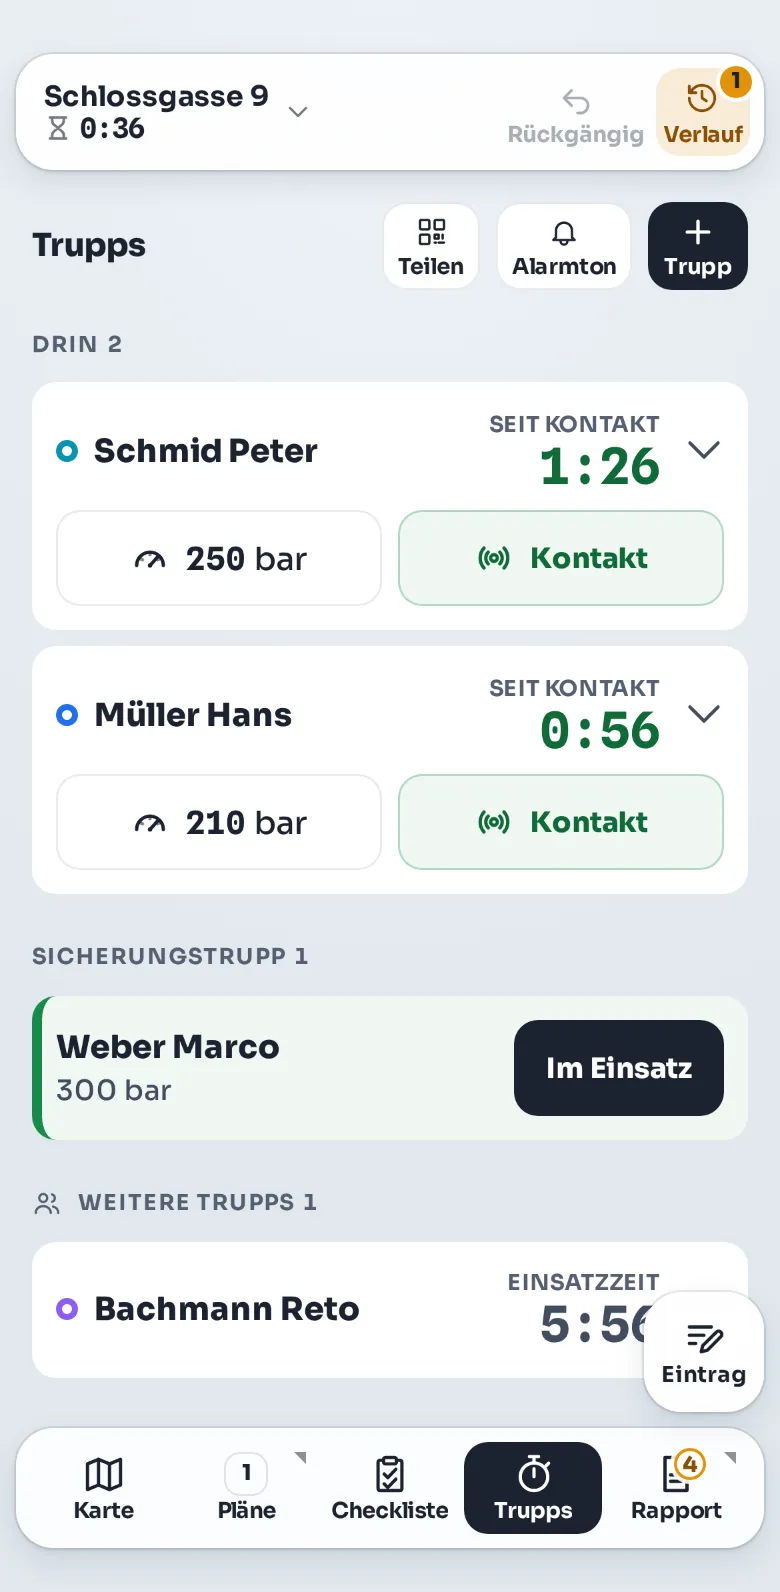 Schlossgasse 9
0:36
Rückgängig
Verlauf
1
Trupps
Teilen
Alarmton
Trupp
DRIN 2
Schmid Peter
SEIT KONTAKT
1:26
250 bar
Kontakt
Müller Hans
SEIT KONTAKT
0:56
210 bar
Kontakt
SICHERUNGSTRUPP 1
Weber Marco
300 bar
Im Einsatz
WEITERE TRUPPS 1
Bachmann Reto
EINSATZZEIT
5:56
Eintrag
Karte
1
Pläne
Checkliste
Trupps
4
Rapport